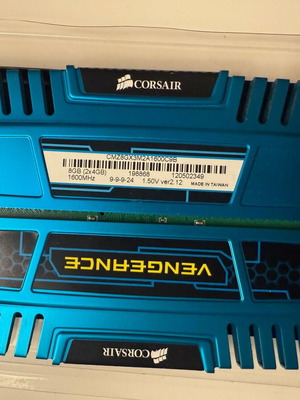 CORSAIR
CMZ8GX3M2A1600C9B
8GB (2x4GB) 198868 120502349
1600MHz 9-9-9-24 1.50V ver2.12 MADE IN TAIWAN
VENGEANCE
CORSAIR